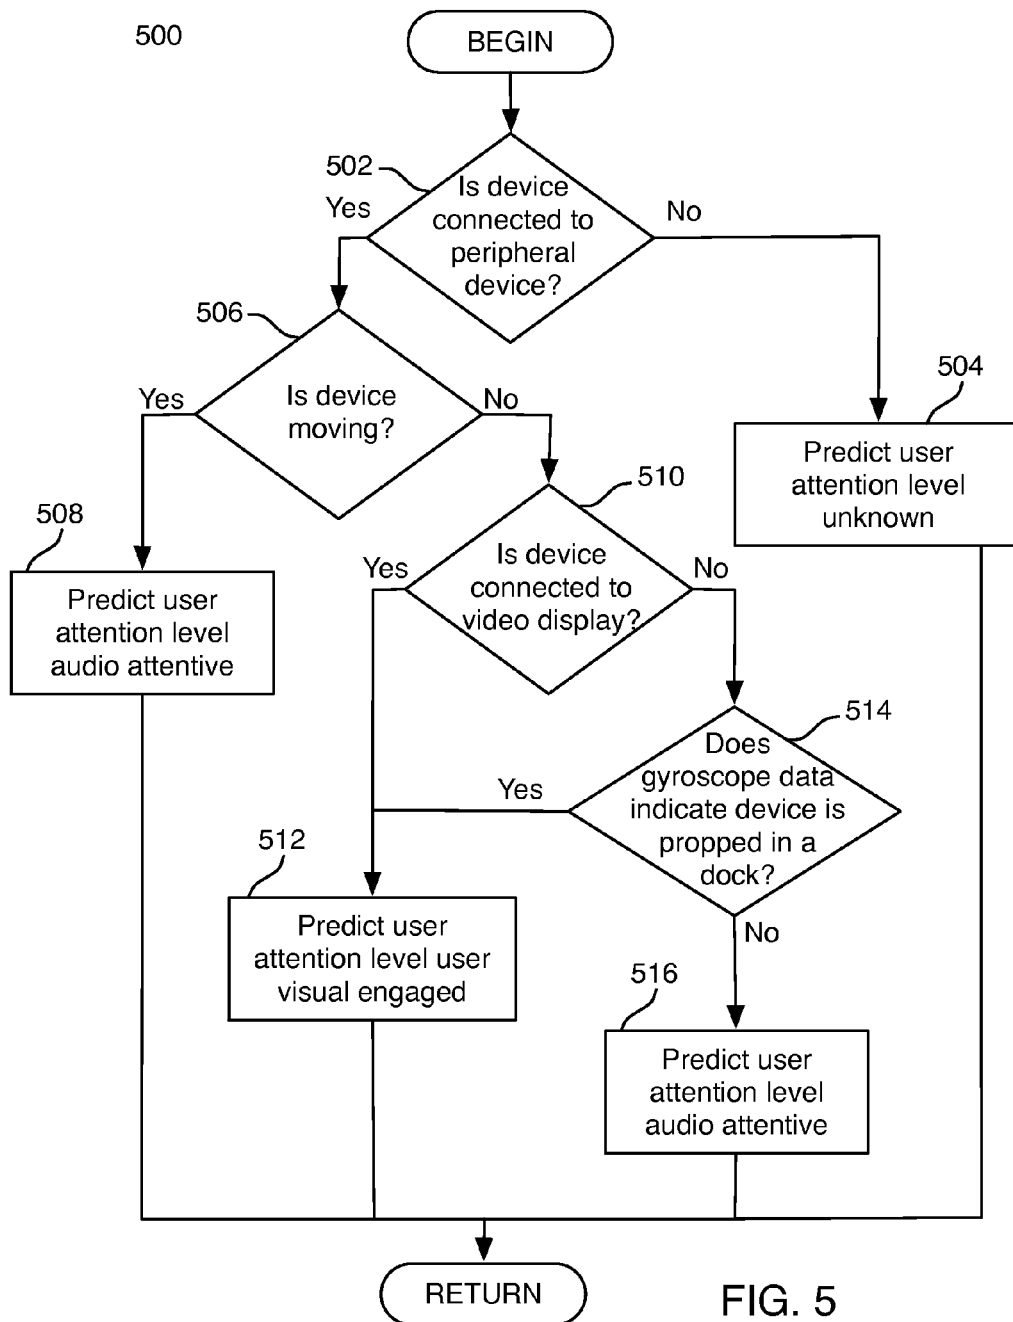 500
BEGIN
502
Is device
connected to
peripheral
device?
Yes
No
506
Is device
moving?
Yes
No
504
Predict user
attention level
unknown
508
Predict user
attention level
audio attentive
510
Is device
connected to
video display?
Yes
No
514
Does
gyroscope data
indicate device is
propped in a
dock?
Yes
No
512
Predict user
attention level user
visual engaged
516
Predict user
attention level
audio attentive
RETURN
FIG. 5